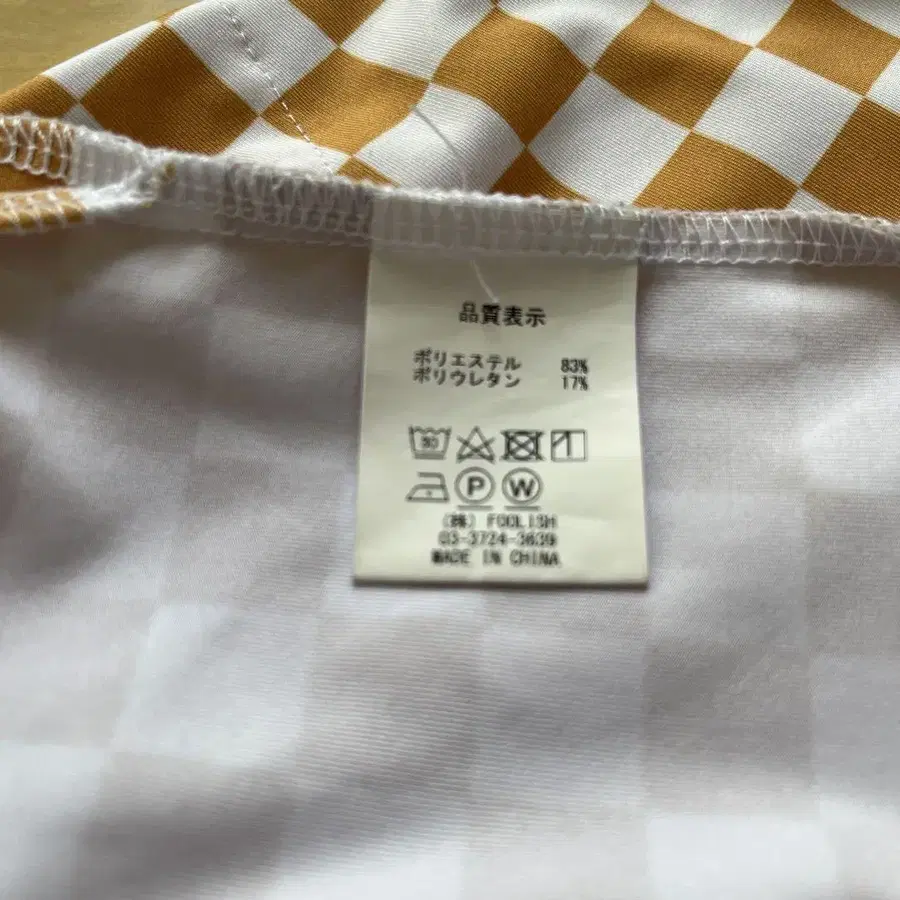 品質表示
ポリエステル 83%
ポリウレタン 17%
30
P W
(株) FOOLISH
03-3724-3639
MADE IN CHINA